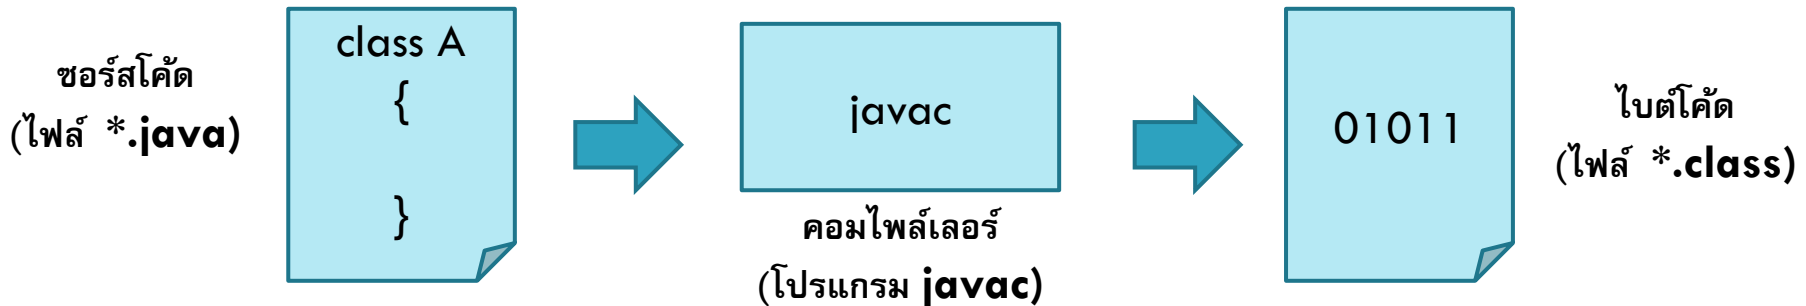 ซอร์สโค้ด
(ไฟล์ *.java)
class A
{
}
javac
คอมไพล์เลอร์
(โปรแกรม javac)
01011
ไบต์โค้ด
(ไฟล์ *.class)